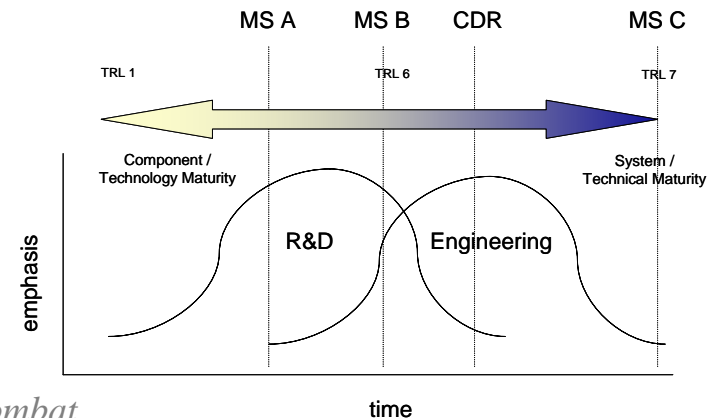 MS A MS B CDR MS C
TRL 1 TRL 6 TRL 7
Component /
Technology Maturity
System /
Technical Maturity
R&D Engineering
emphasis
time
ombat